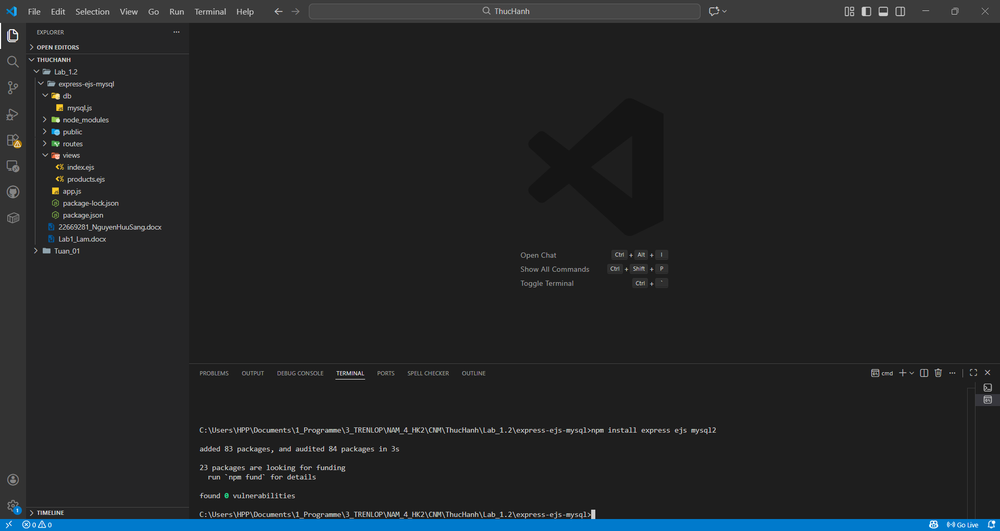 File Edit Selection View Go Run Terminal Help
ThucHanh
EXPLORER
OPEN EDITORS
THUCHANH
Lab_1.2
express-ejs-mysql
db
mysql.js
node_modules
public
routes
views
index.ejs
products.ejs
app.js
package-lock.json
package.json
22669281_NguyenHuuSang.docx
Lab1_Lam.docx
Tuan_01
TIMELINE
Open Chat Ctrl + Alt + I
Show All Commands Ctrl + Shift + P
Toggle Terminal Ctrl + `
PROBLEMS OUTPUT DEBUG CONSOLE TERMINAL PORTS SPELL CHECKER OUTLINE
cmd
C:\Users\HPP\Documents\1_Programme\3_TRENLOP\NAM_4_HK2\CNM\ThucHanh\Lab_1.2\express-ejs-mysql>npm install express ejs mysql2
added 83 packages, and audited 84 packages in 3s
23 packages are looking for funding
run `npm fund` for details
found 0 vulnerabilities
C:\Users\HPP\Documents\1_Programme\3_TRENLOP\NAM_4_HK2\CNM\ThucHanh\Lab_1.2\express-ejs-mysql>
1
0 0
Go Live